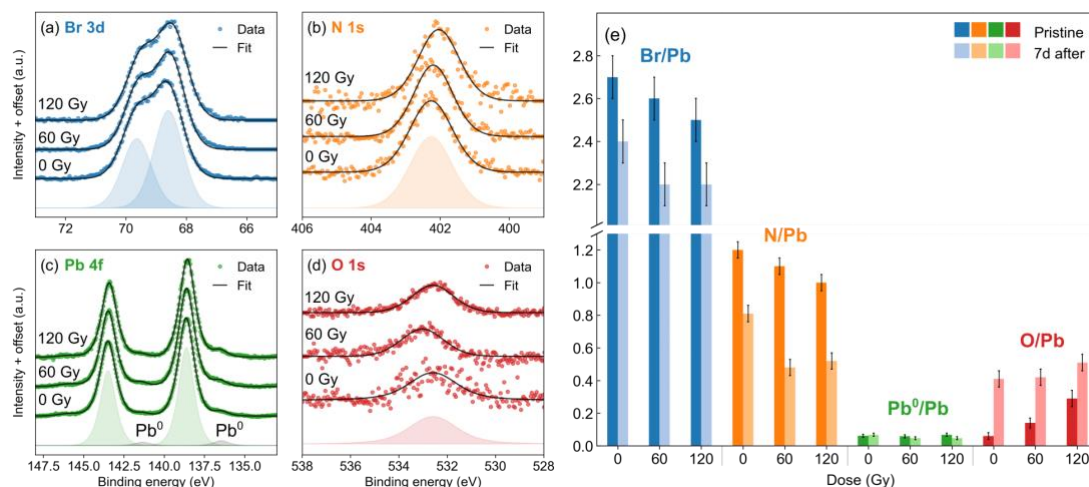 (a) Br 3d
Data
Fit
120 Gy
60 Gy
0 Gy
72 70 68 66
Intensity + offset (a.u.)
(b) N 1s
Data
Fit
120 Gy
60 Gy
0 Gy
406 404 402 400
(c) Pb 4f
Data
Fit
120 Gy
60 Gy
0 Gy
Pb⁰ Pb⁰
147.5 145.0 142.5 140.0 137.5 135.0
Binding energy (eV)
Intensity + offset (a.u.)
(d) O 1s
Data
Fit
120 Gy
60 Gy
0 Gy
538 536 534 532 530 528
Binding energy (eV)
(e)
Pristine
7d after
Br/Pb
N/Pb
Pb⁰/Pb
O/Pb
2.8
2.6
2.4
2.2
1.2
1.0
0.8
0.6
0.4
0.2
0.0
0 60 120 0 60 120 0 60 120 0 60 120
Dose (Gy)